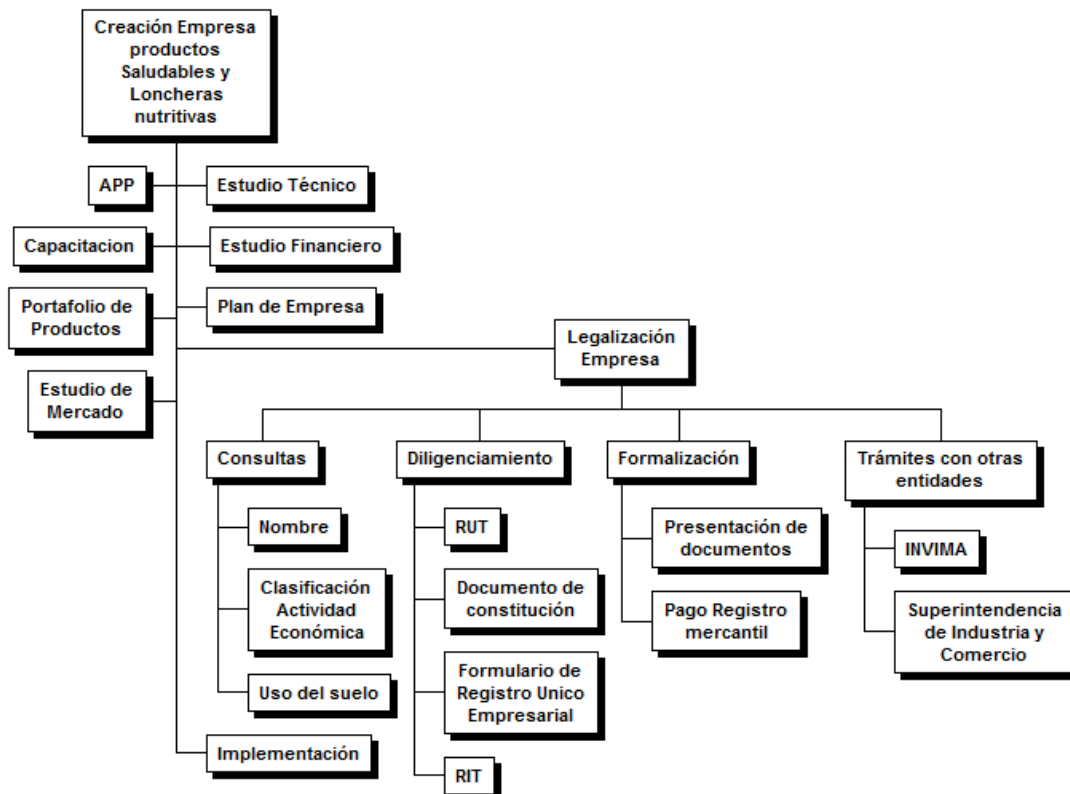 Creación Empresa
productos
Saludables y
Loncheras
nutritivas
APP
Estudio Técnico
Capacitacion
Estudio Financiero
Portafolio de
Productos
Plan de Empresa
Legalización
Empresa
Estudio de
Mercado
Consultas
Diligenciamiento
Formalización
Trámites con otras
entidades
Nombre
Clasificación
Actividad
Económica
Uso del suelo
RUT
Documento de
constitución
Formulario de
Registro Unico
Empresarial
RIT
Presentación de
documentos
Pago Registro
mercantil
INVIMA
Superintendencia
de Industria y
Comercio
Implementación